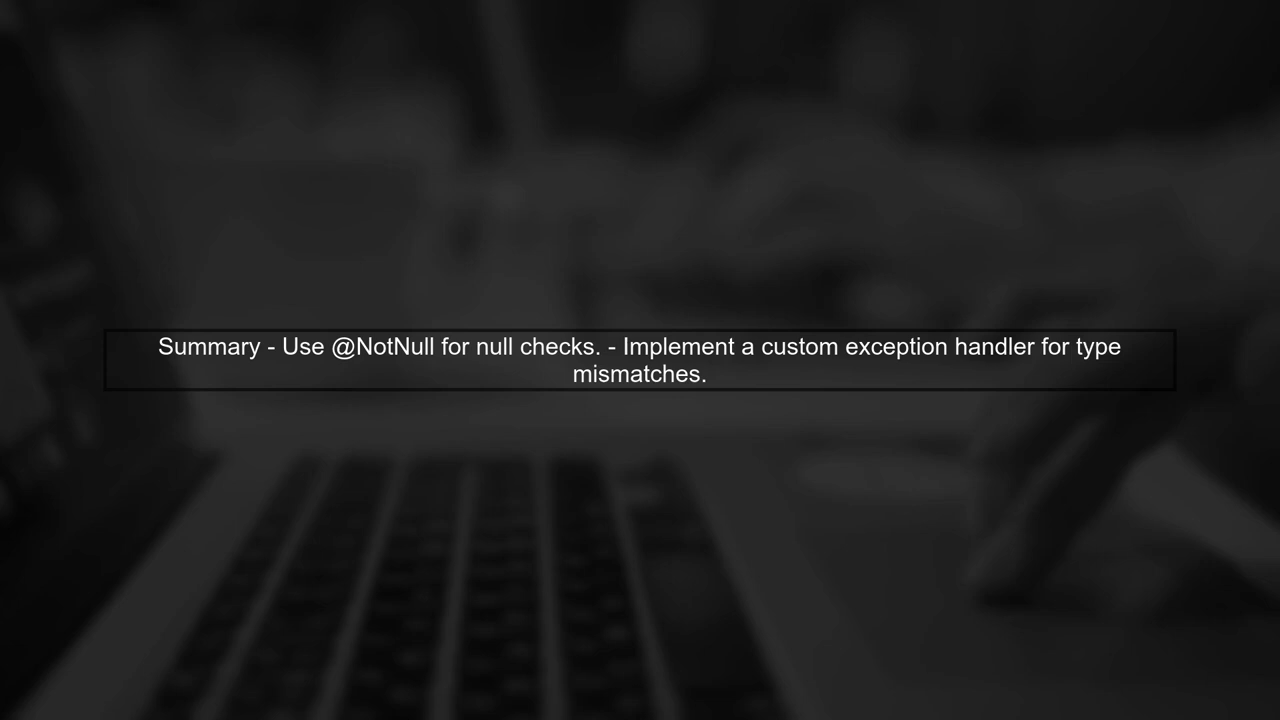 Summary - Use @NotNull for null checks. - Implement a custom exception handler for type
mismatches.